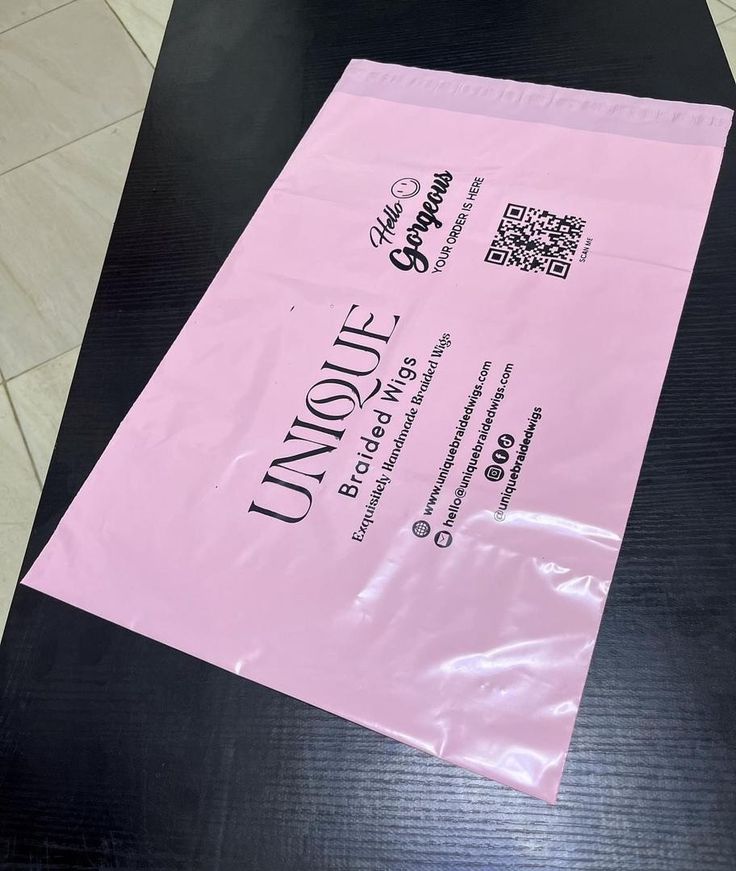 Hello
Gorgeous
YOUR ORDER IS HERE
SCAN ME
UNIQUE
Braided Wigs
Exquisitely Handmade Braided Wigs
www.uniquebraidedwigs.com
hello@uniquebraidedwigs.com
@uniquebraidedwigs